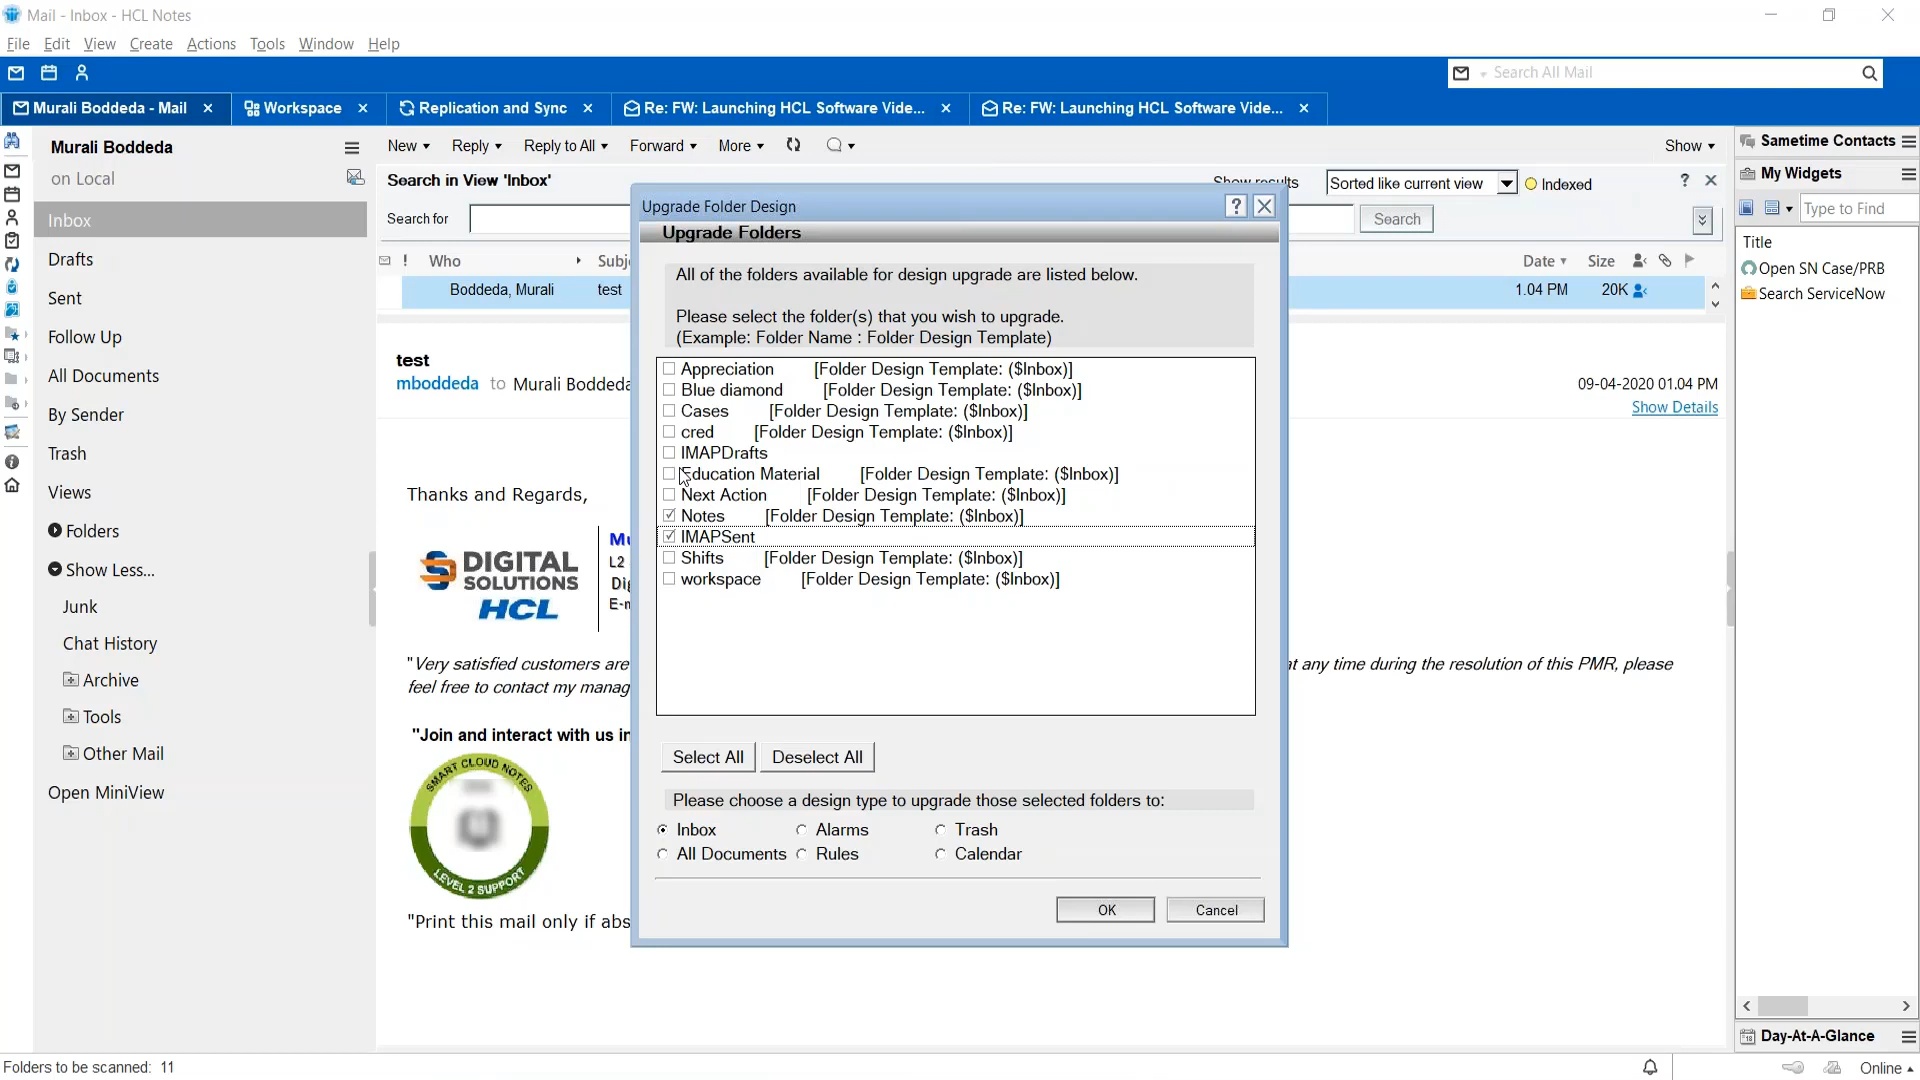 Mail - Inbox - HCL Notes
File Edit View Create Actions Tools Window Help
Search All Mail
Murali Boddeda - Mail
Workspace
Replication and Sync
Re: FW: Launching HCL Software Vide...
Re: FW: Launching HCL Software Vide...
Murali Boddeda
on Local
Inbox
Drafts
Sent
Follow Up
All Documents
By Sender
Trash
Views
Folders
Show Less...
Junk
Chat History
Archive
Tools
Other Mail
Open MiniView
New Reply Reply to All Forward More Show
Search in View 'Inbox'
Show results
Sorted like current view
Indexed
Search for
Search
! Who Subj Date Size
Boddeda, Murali test 1.04 PM 20K
test
mboddeda to Murali Boddeda
09-04-2020 01.04 PM
Show Details
Thanks and Regards,
DIGITAL
SOLUTIONS
HCL
Mu
L2
Dig
E-m
"Very satisfied customers are
t any time during the resolution of this PMR, please
feel free to contact my manag
"Join and interact with us in
SMART CLOUD NOTES
LEVEL 2 SUPPORT
"Print this mail only if abs
Upgrade Folder Design
Upgrade Folders
All of the folders available for design upgrade are listed below.
Please select the folder(s) that you wish to upgrade.
(Example: Folder Name : Folder Design Template)
Appreciation [Folder Design Template: ($Inbox)]
Blue diamond [Folder Design Template: ($Inbox)]
Cases [Folder Design Template: ($Inbox)]
cred [Folder Design Template: ($Inbox)]
IMAPDrafts
Education Material [Folder Design Template: ($Inbox)]
Next Action [Folder Design Template: ($Inbox)]
Notes [Folder Design Template: ($Inbox)]
IMAPSent
Shifts [Folder Design Template: ($Inbox)]
workspace [Folder Design Template: ($Inbox)]
Select All Deselect All
Please choose a design type to upgrade those selected folders to:
Inbox Alarms Trash
All Documents Rules Calendar
OK Cancel
Sametime Contacts
My Widgets
Type to Find
Title
Open SN Case/PRB
Search ServiceNow
Day-At-A-Glance
Folders to be scanned: 11
Online